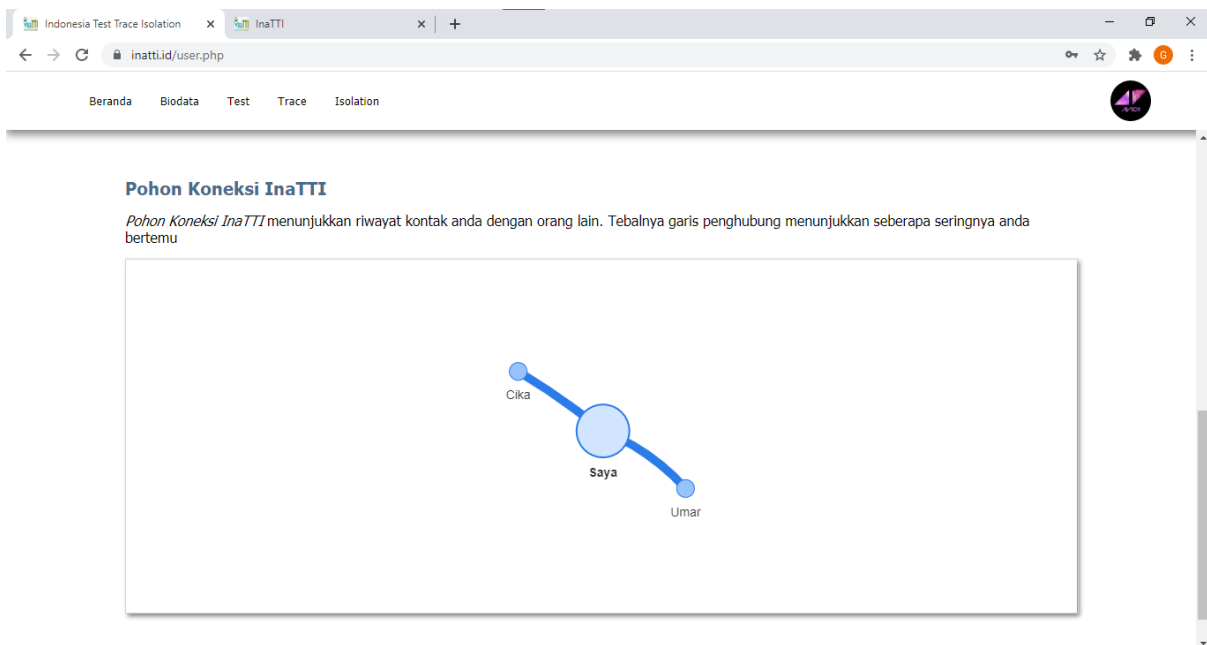 Indonesia Test Trace Isolation
InaTTI
inatti.id/user.php
G
Beranda Biodata Test Trace Isolation
AVICII
Pohon Koneksi InaTTI
Pohon Koneksi InaTTI menunjukkan riwayat kontak anda dengan orang lain. Tebalnya garis penghubung menunjukkan seberapa seringnya anda
bertemu
Cika
Saya
Umar